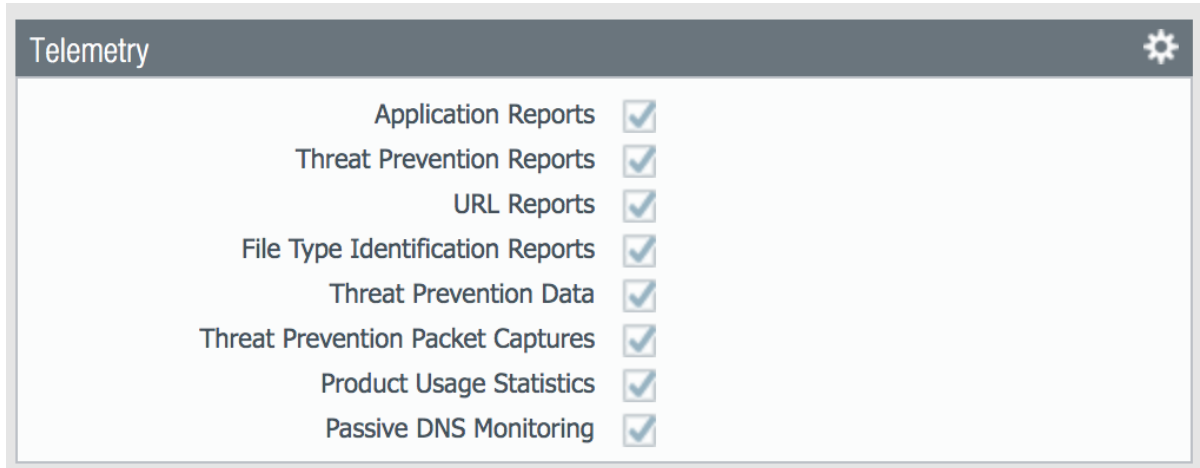 Telemetry
Application Reports
Threat Prevention Reports
URL Reports
File Type Identification Reports
Threat Prevention Data
Threat Prevention Packet Captures
Product Usage Statistics
Passive DNS Monitoring